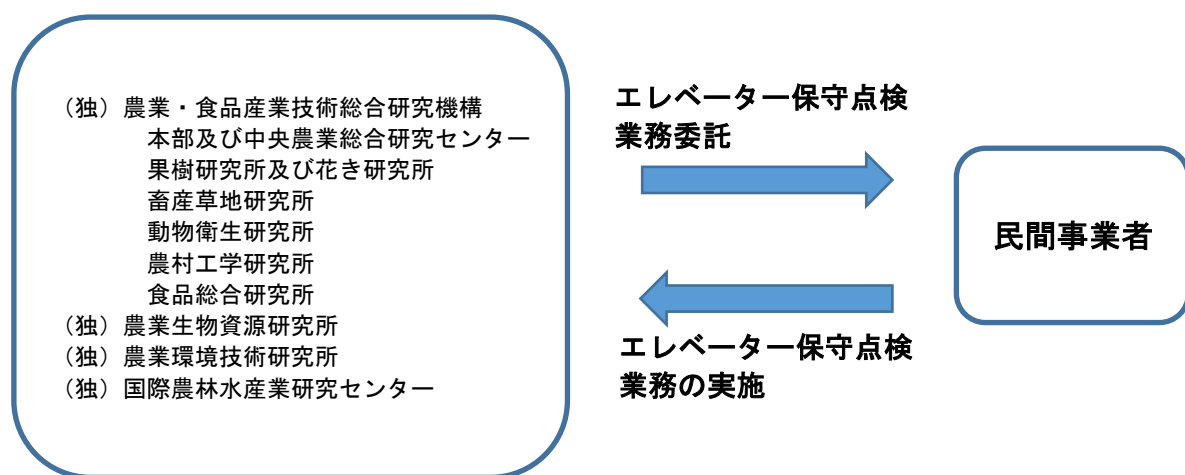 （独）農業・食品産業技術総合研究機構
本部及び中央農業総合研究センター
果樹研究所及び花き研究所
畜産草地研究所
動物衛生研究所
農村工学研究所
食品総合研究所
（独）農業生物資源研究所
（独）農業環境技術研究所
（独）国際農林水産業研究センター
エレベーター保守点検
業務委託
エレベーター保守点検
業務の実施
民間事業者